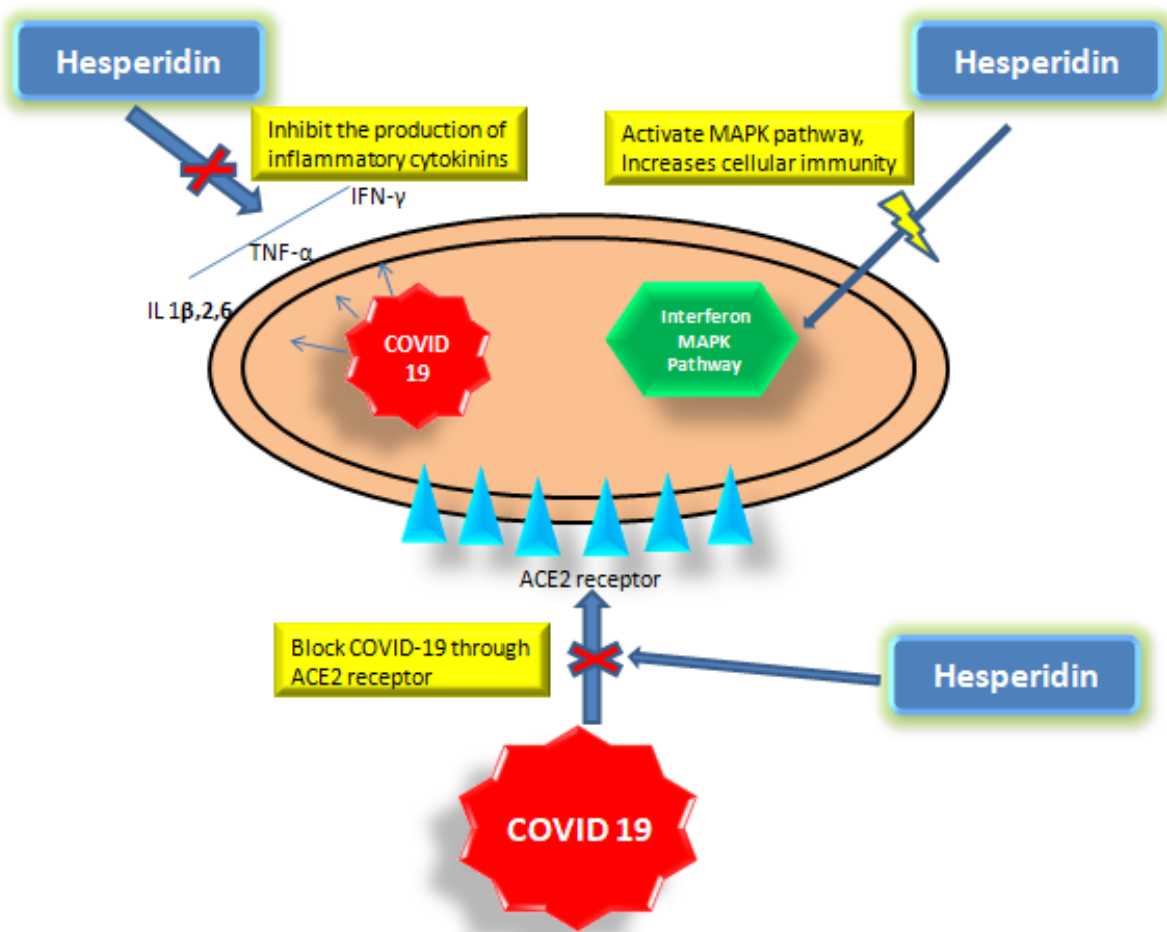 Hesperidin
Hesperidin
Inhibit the production of
inflammatory cytokinins
Activate MAPK pathway,
Increases cellular immunity
IFN-γ
TNF-α
IL 1β,2,6
COVID
19
Interferon
MAPK
Pathway
ACE2 receptor
Block COVID-19 through
ACE2 receptor
Hesperidin
COVID 19